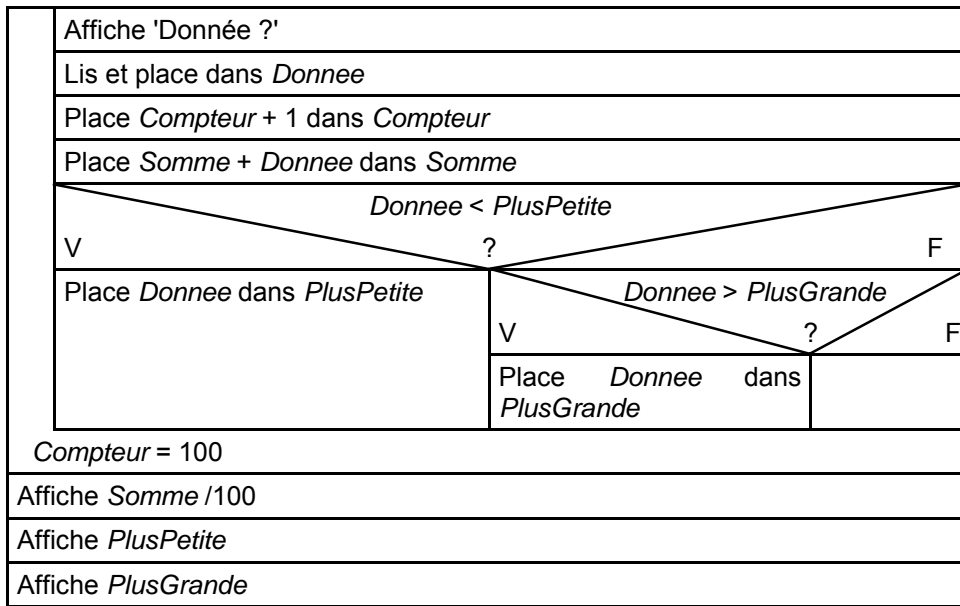 Affiche 'Donnée ?'
Lis et place dans Donnee
Place Compteur + 1 dans Compteur
Place Somme + Donnee dans Somme
Donnee < PlusPetite
V ? F
Place Donnee dans PlusPetite
Donnee > PlusGrande
V ? F
Place Donnee dans
PlusGrande
Compteur = 100
Affiche Somme /100
Affiche PlusPetite
Affiche PlusGrande